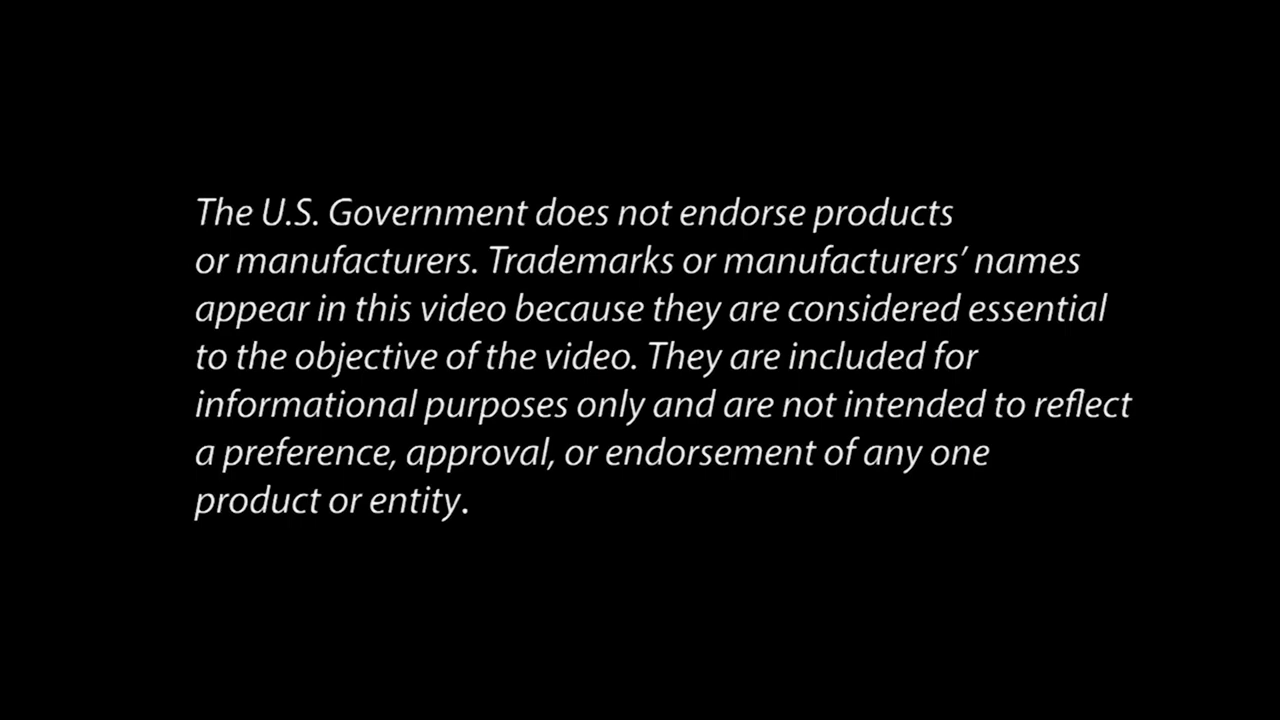 The U.S. Government does not endorse products
or manufacturers. Trademarks or manufacturers’ names
appear in this video because they are considered essential
to the objective of the video. They are included for
informational purposes only and are not intended to reflect
a preference, approval, or endorsement of any one
product or entity.